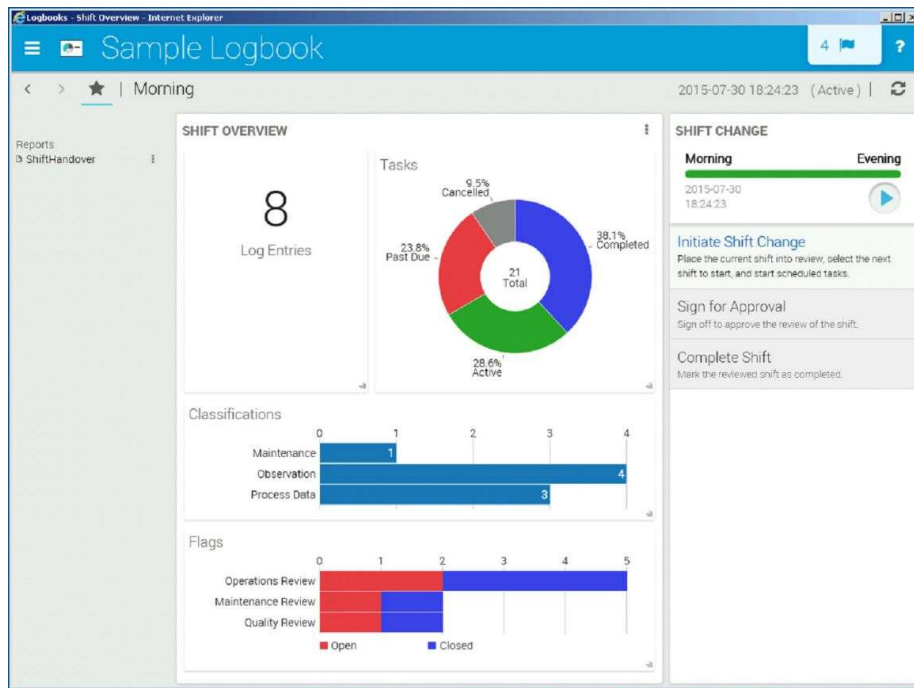 Logbooks - Shift Overview - Internet Explorer
Sample Logbook
4
?
Morning
2015-07-30 18:24:23 (Active)
Reports
ShiftHandover
SHIFT OVERVIEW
8
Log Entries
Tasks
9.5%
Cancelled
38.1%
Completed
23.8%
Past Due
21
Total
28.6%
Active
Classifications
0 1 2 3 4
Maintenance 1
Observation 4
Process Data 3
Flags
0 1 2 3 4 5
Operations Review
Maintenance Review
Quality Review
Open Closed
SHIFT CHANGE
Morning Evening
2015-07-30
18:24:23
Initiate Shift Change
Place the current shift into review, select the next
shift to start, and start scheduled tasks.
Sign for Approval
Sign off to approve the review of the shift.
Complete Shift
Mark the reviewed shift as completed.